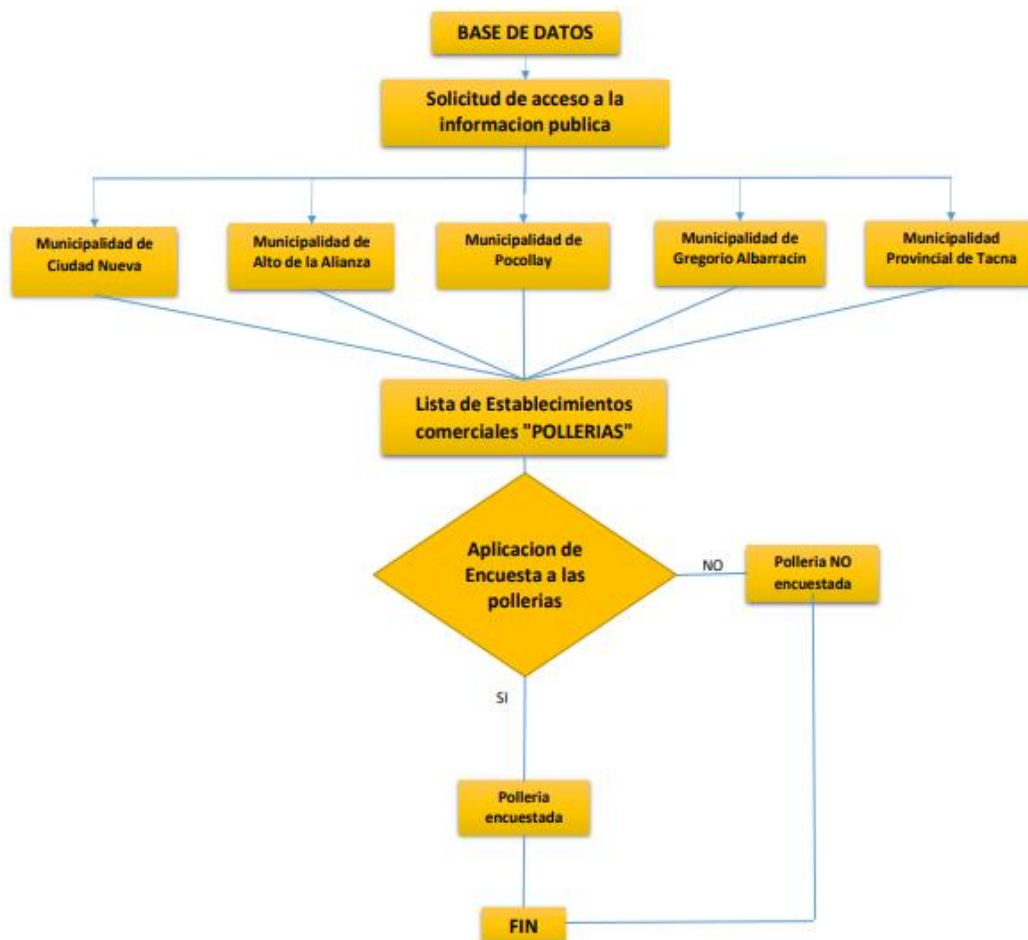 BASE DE DATOS
Solicitud de acceso a la
informacion publica
Municipalidad de
Ciudad Nueva
Municipalidad de
Alto de la Alianza
Municipalidad de
Pocollay
Municipalidad de
Gregorio Albarracin
Municipalidad
Provincial de Tacna
Lista de Establecimientos
comerciales "POLLERIAS"
Aplicacion de
Encuesta a las
pollerias
NO
Polleria NO
encuestada
SI
Polleria
encuestada
FIN